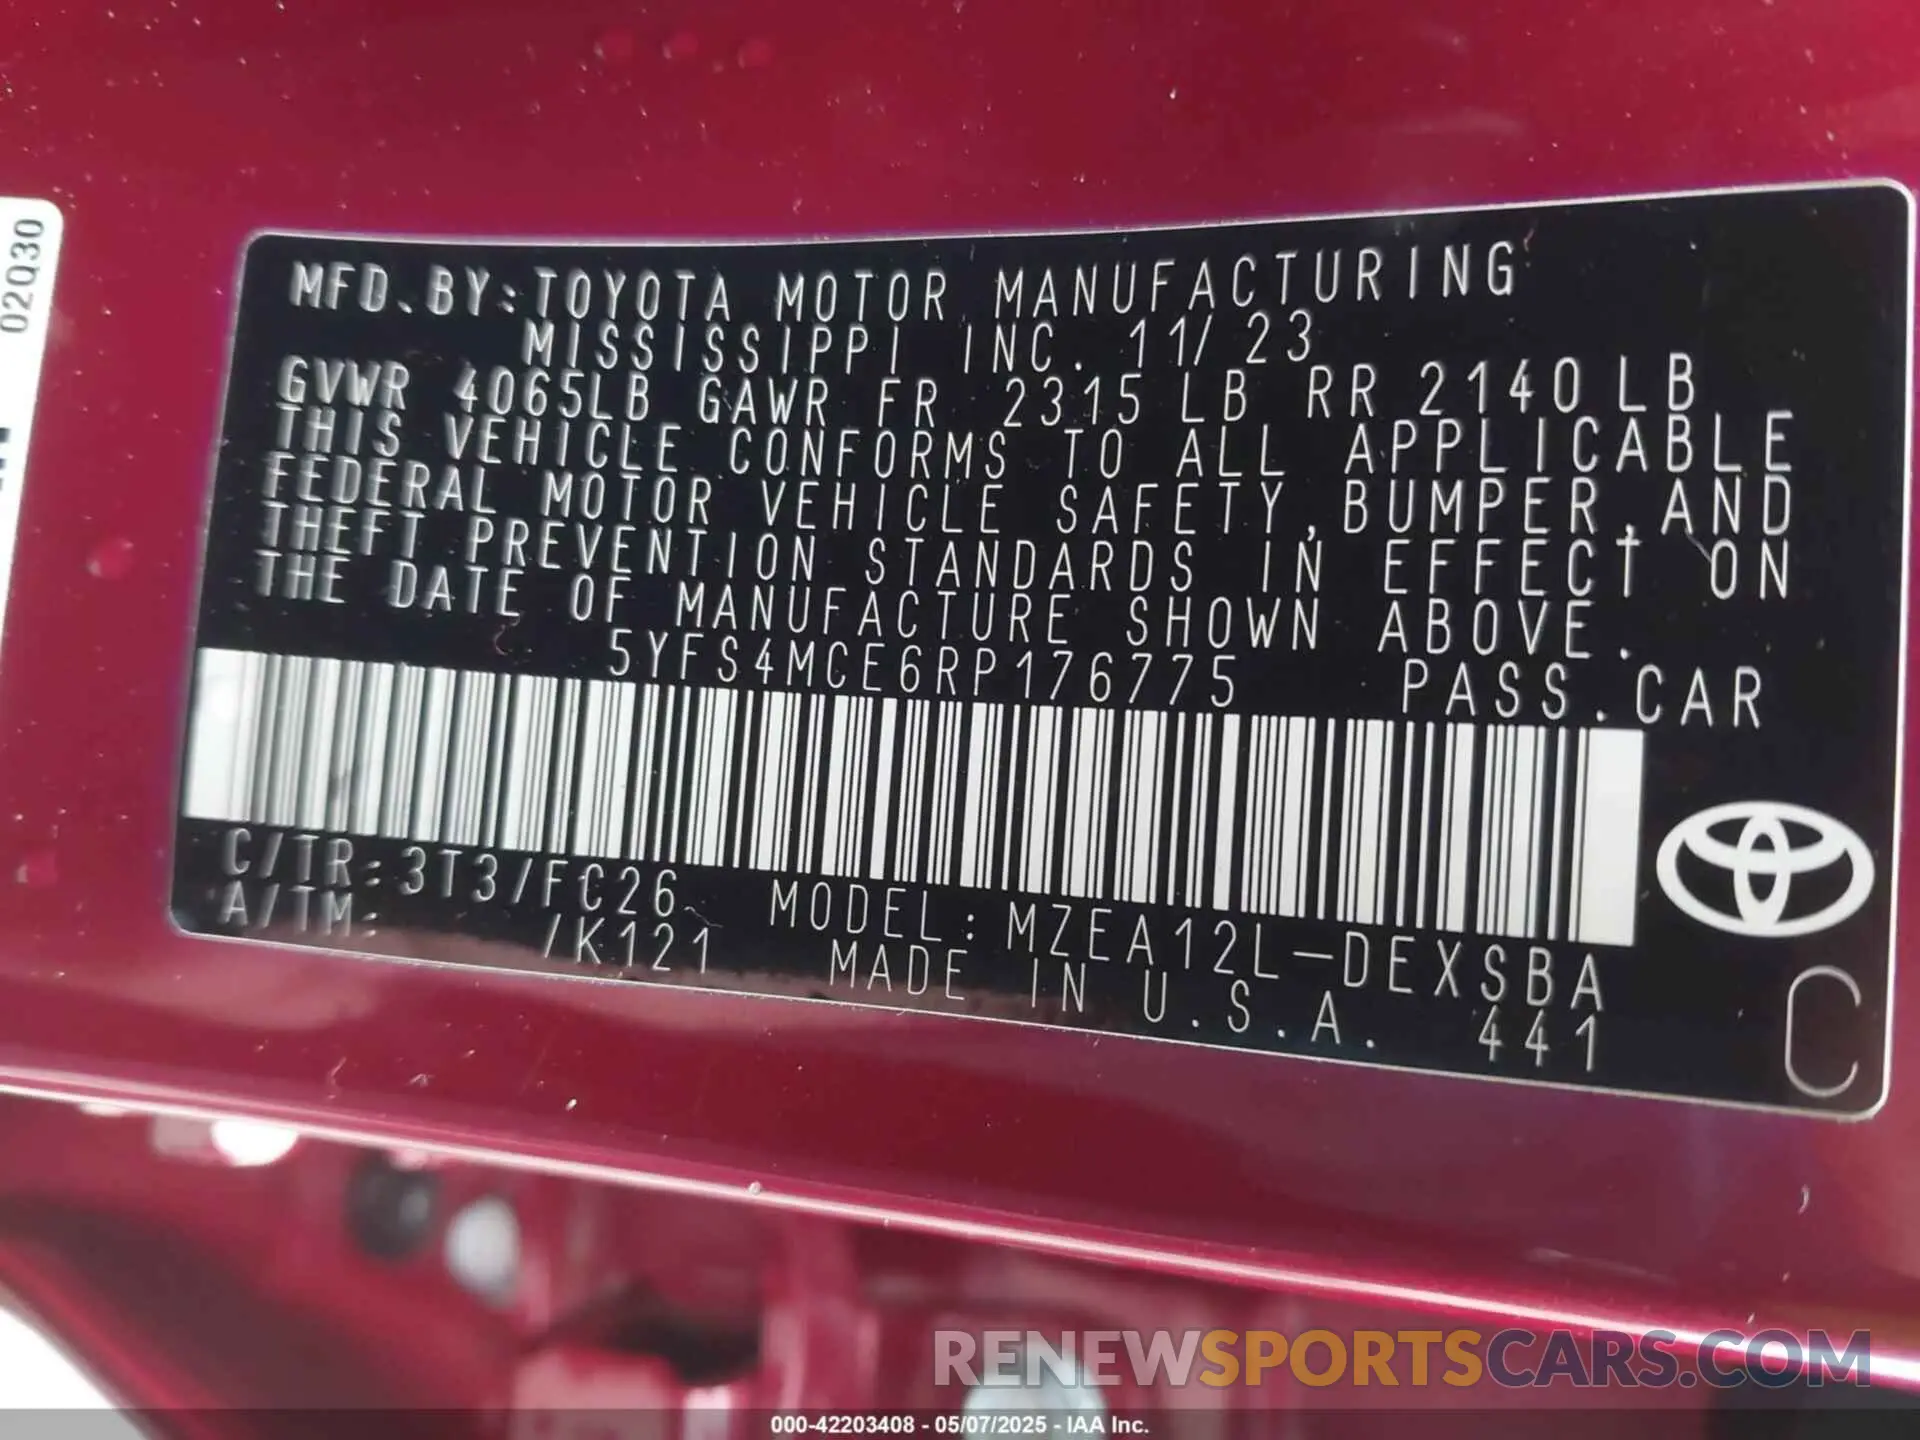 02Q30
MFD.BY:TOYOTA MOTOR MANUFACTURING
MISSISSIPPI INC. 11/23
GVWR 4065LB GAWR FR 2315LB RR 2140LB
THIS VEHICLE CONFORMS TO ALL APPLICABLE
FEDERAL MOTOR VEHICLE SAFETY,BUMPER,AND
THEFT PREVENTION STANDARDS IN EFFECT ON
THE DATE OF MANUFACTURE SHOWN ABOVE.
5YFS4MCE6RP176775 PASS.CAR
C/TR:3T3/FC26 MODEL:MZEA12L-DEXSBA
A/TM: /K121 MADE IN U.S.A. 441
C
RENEWSPORTSCARS.COM
000-42203408 - 05/07/2025 - IAA Inc.